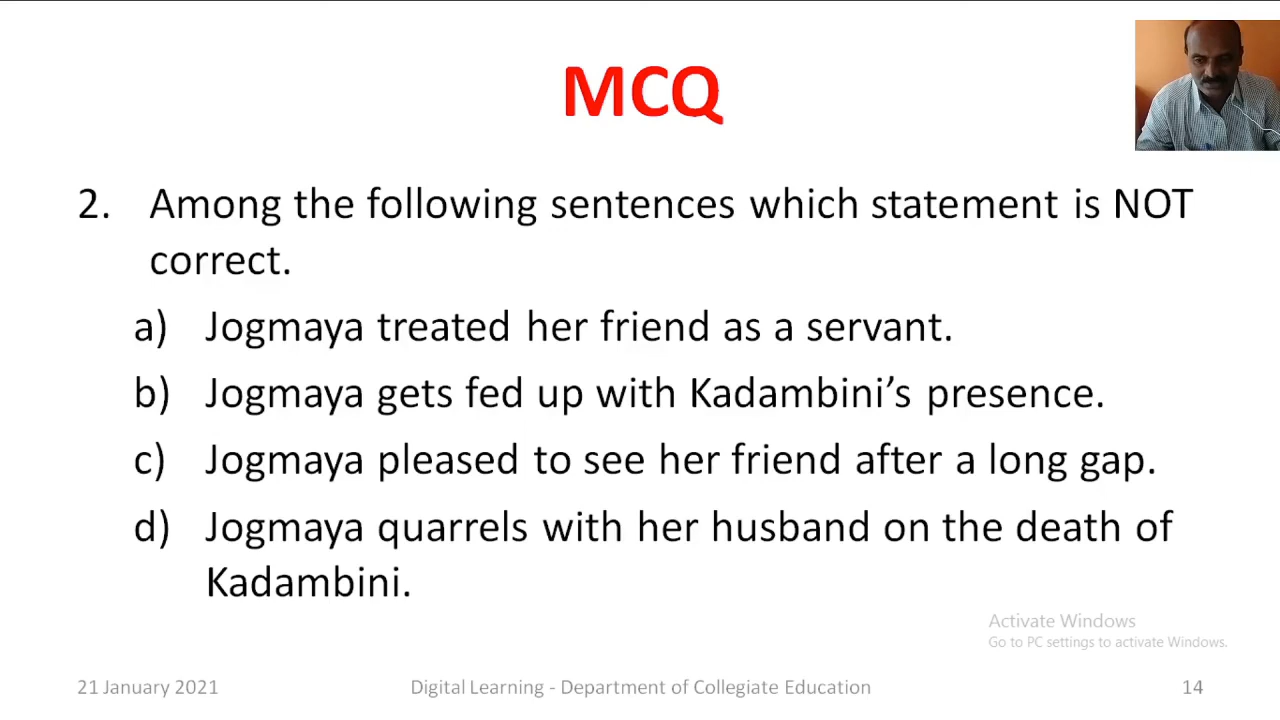 MCQ
2. Among the following sentences which statement is NOT
correct.
a) Jogmaya treated her friend as a servant.
b) Jogmaya gets fed up with Kadambini’s presence.
c) Jogmaya pleased to see her friend after a long gap.
d) Jogmaya quarrels with her husband on the death of
Kadambini.
Activate Windows
Go to PC settings to activate Windows.
21 January 2021 Digital Learning - Department of Collegiate Education 14